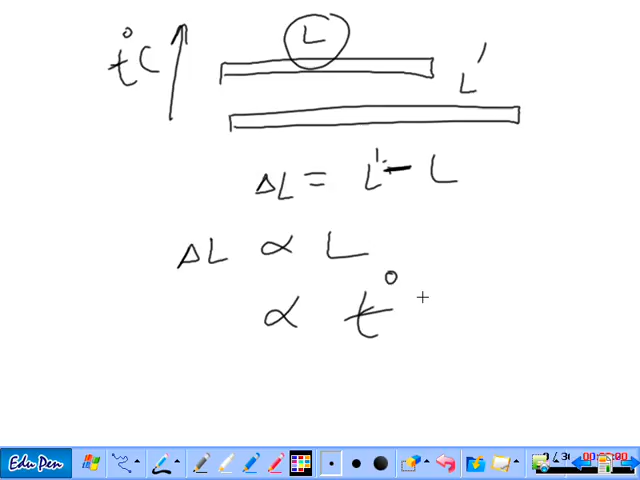 t°C L
L'
ΔL = L' - L
ΔL ∝ L
∝ t°
Edu Pen